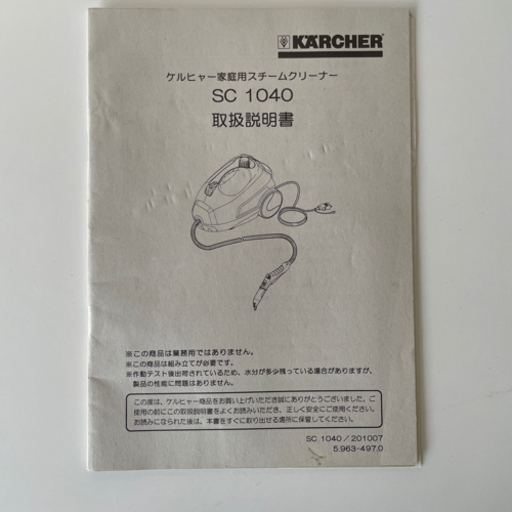 KÄRCHER
ケルヒャー家庭用スチームクリーナー
SC 1040
取扱説明書
※この商品は業務用ではありません。
※この商品は組み立てが必要です。
※作動テスト後出荷されているため、水分が多少残っている場合がありますが、
製品の性能に問題はありません。
この度は、ケルヒャー商品をお買い上げいただき誠にありがとうございました。ご
使用の前にこの取扱説明書をよくお読みいただき、正しく安全にご使用ください。
お読みになられた後は、本書をすぐに取り出せる場所に保管してください。
SC 1040/201007
5.963-497.0